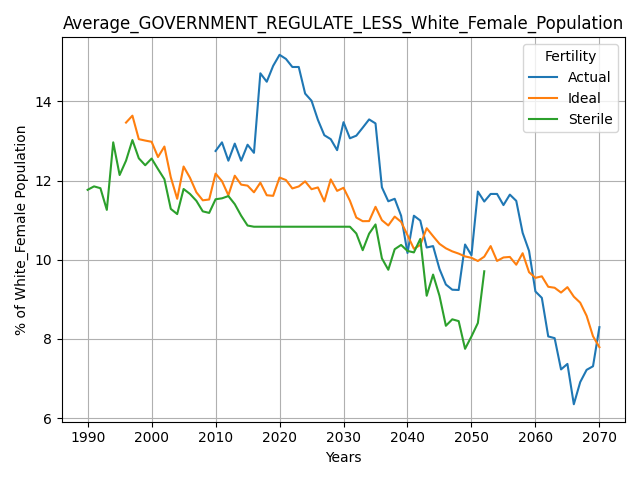 Average_GOVERNMENT_REGULATE_LESS_White_Female_Population
Fertility
Actual
Ideal
Sterile
% of White_Female Population
14
12
10
8
6
1990 2000 2010 2020 2030 2040 2050 2060 2070
Years